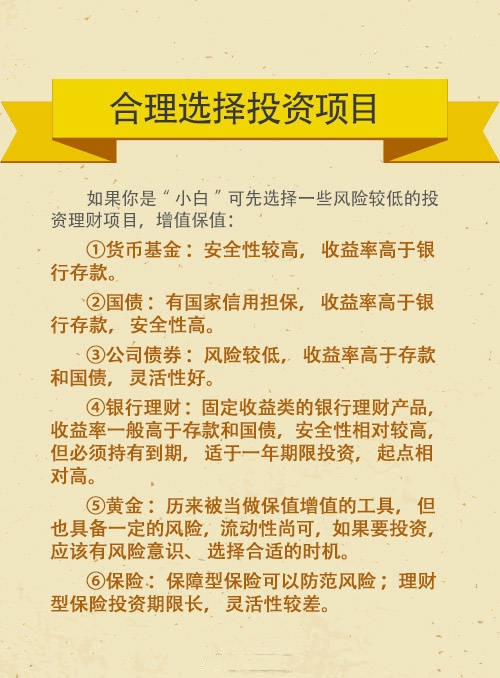 合理选择投资项目
如果你是“小白”可先选择一些风险较低的投
资理财项目，增值保值：
①货币基金：安全性较高，收益率高于银
行存款。
②国债：有国家信用担保，收益率高于银
行存款，安全性高。
③公司债券：风险较低，收益率高于存款
和国债，灵活性好。
④银行理财：固定收益类的银行理财产品，
收益率一般高于存款和国债，安全性相对较高，
但必须持有到期，适于一年期限投资，起点相
对高。
⑤黄金：历来被当做保值增值的工具，但
也具备一定的风险，流动性尚可，如果要投资，
应该有风险意识、选择合适的时机。
⑥保险：保障型保险可以防范风险；理财
型保险投资期限长，灵活性较差。